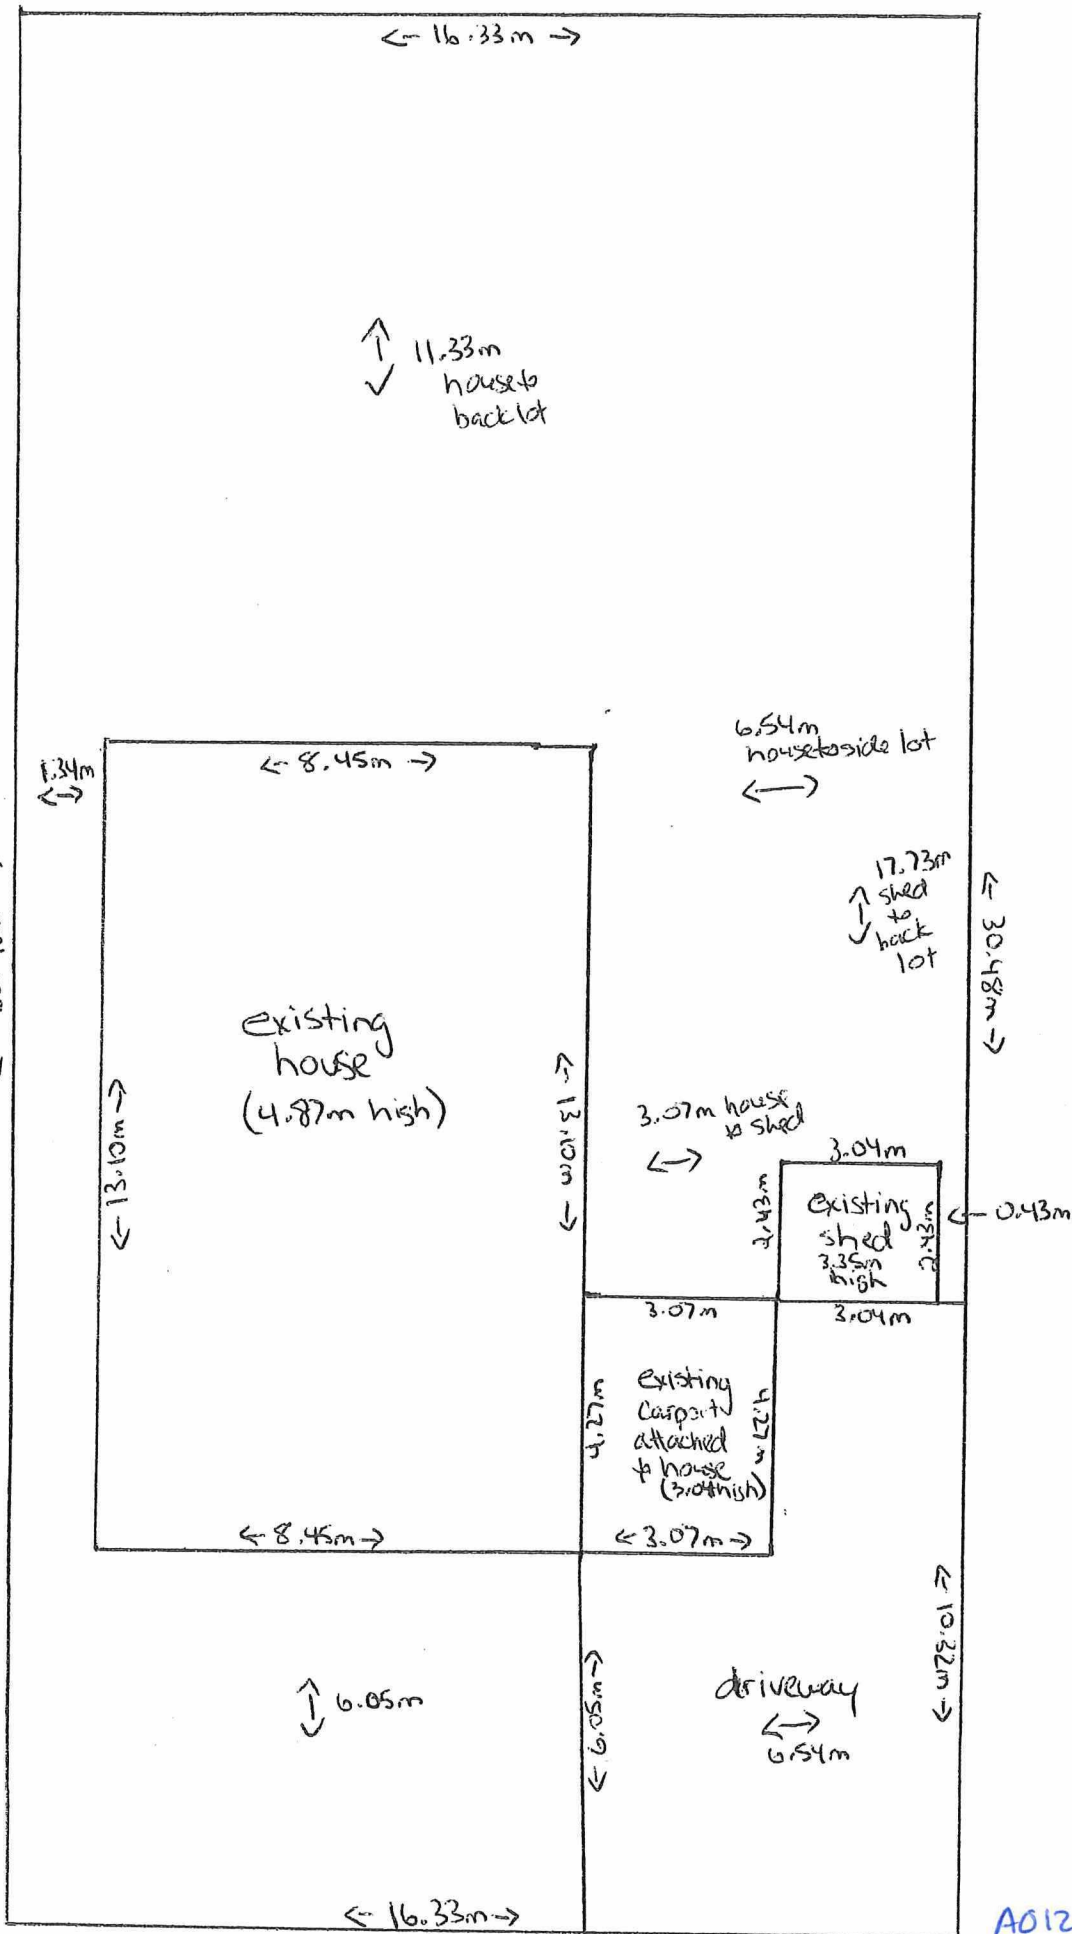 ← 16.33m →
11.33m
house to
back lot
6.54m
house to side lot
1.34m
← 8.45m →
17.73m
shed
to
back
lot
← 30.48m →
existing
house
(4.87m high)
← 13.10m →
← 13.10m →
3.07m house
to shed
3.04m
2.43m
existing
shed
3.35m
high
2.43m
← 0.43m
3.07m
3.04m
4.27m
existing
Carport
attached
to house
(3.04 high)
4.27m
← 8.45m →
← 3.07m →
← 10.32m →
6.05m
← 6.05m →
driveway
6.54m
← 16.33m →
A012